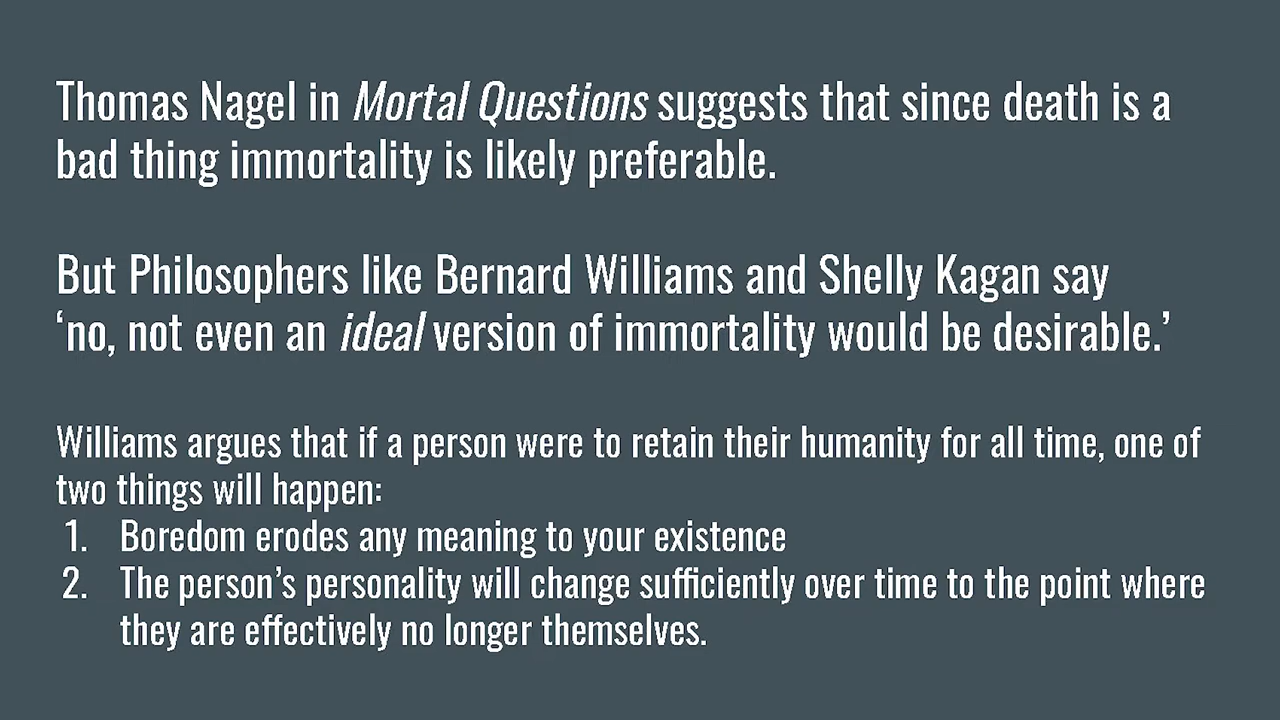 Thomas Nagel in Mortal Questions suggests that since death is a
bad thing immortality is likely preferable.
But Philosophers like Bernard Williams and Shelly Kagan say
‘no, not even an ideal version of immortality would be desirable.’
Williams argues that if a person were to retain their humanity for all time, one of
two things will happen:
1. Boredom erodes any meaning to your existence
2. The person’s personality will change sufficiently over time to the point where
they are effectively no longer themselves.